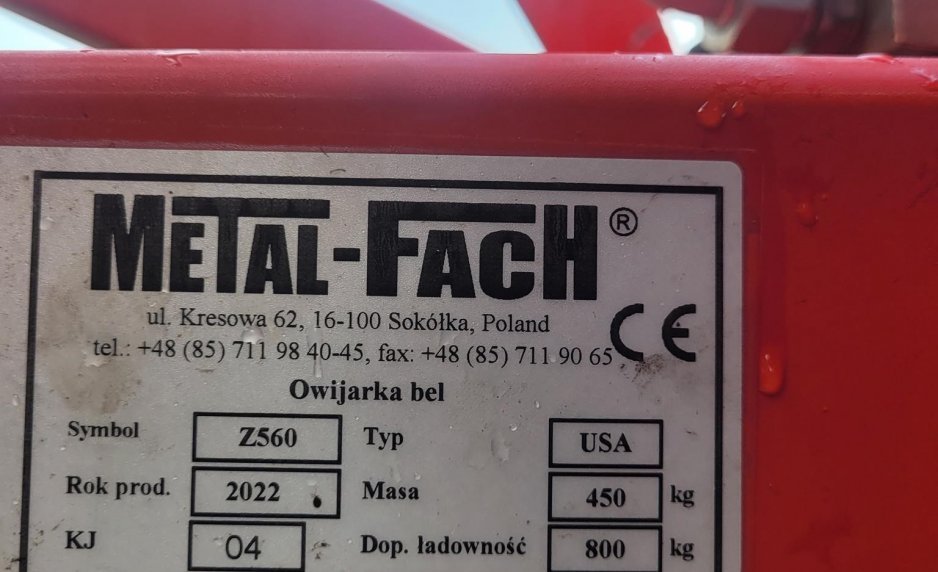 METAL-FACH®
ul. Kresowa 62, 16-100 Sokółka, Poland
tel.: +48 (85) 711 98 40-45, fax: +48 (85) 711 90 65
CE
Owijarka bel
Symbol Z560 Typ USA
Rok prod. 2022 Masa 450 kg
KJ 04 Dop. ładowność 800 kg